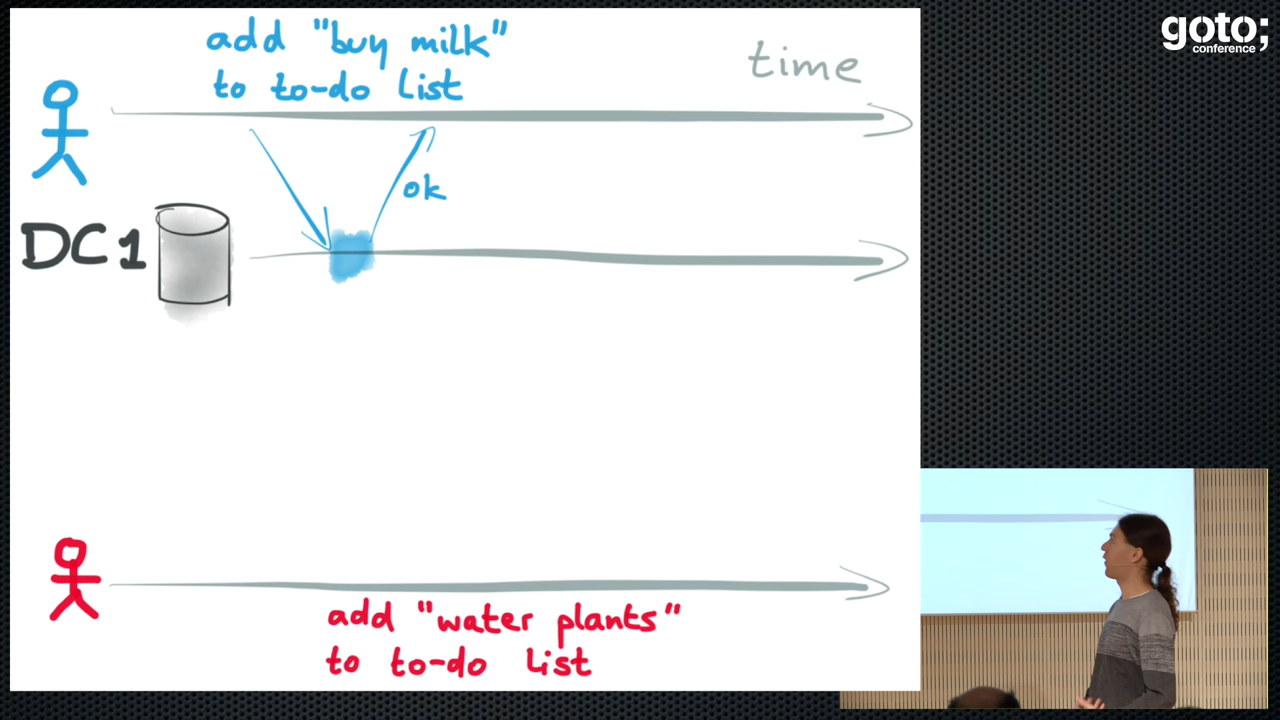 goto;
conference
add "buy milk"
to to-do list
time
ok
DC1
add "water plants"
to to-do list